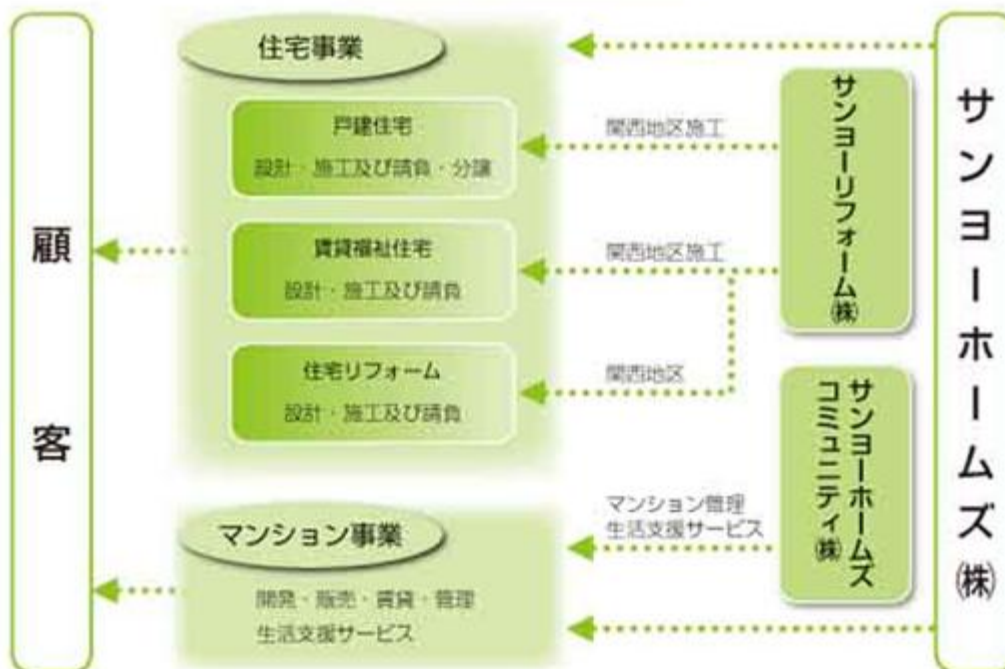 顧客
住宅事業
戸建住宅
設計・施工及び請負・分譲
賃貸福祉住宅
設計・施工及び請負
住宅リフォーム
設計・施工及び請負
マンション事業
開発・販売・賃貸・管理
生活支援サービス
関西地区施工
関西地区施工
関西地区
マンション管理
生活支援サービス
サンヨーリフォーム㈱
サンヨーホームズ
コミュニティ㈱
サンヨーホームズ㈱